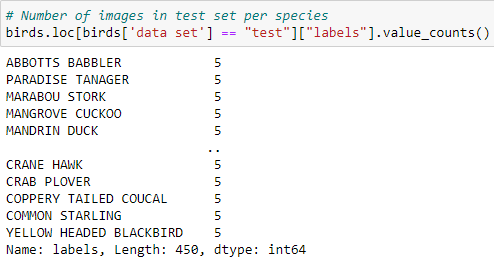 # Number of images in test set per species
birds.loc[birds['data set'] == "test"]["labels"].value_counts()
ABBOTTS BABBLER 5
PARADISE TANAGER 5
MARABOU STORK 5
MANGROVE CUCKOO 5
MANDRIN DUCK 5
..
CRANE HAWK 5
CRAB PLOVER 5
COPPERY TAILED COUCAL 5
COMMON STARLING 5
YELLOW HEADED BLACKBIRD 5
Name: labels, Length: 450, dtype: int64